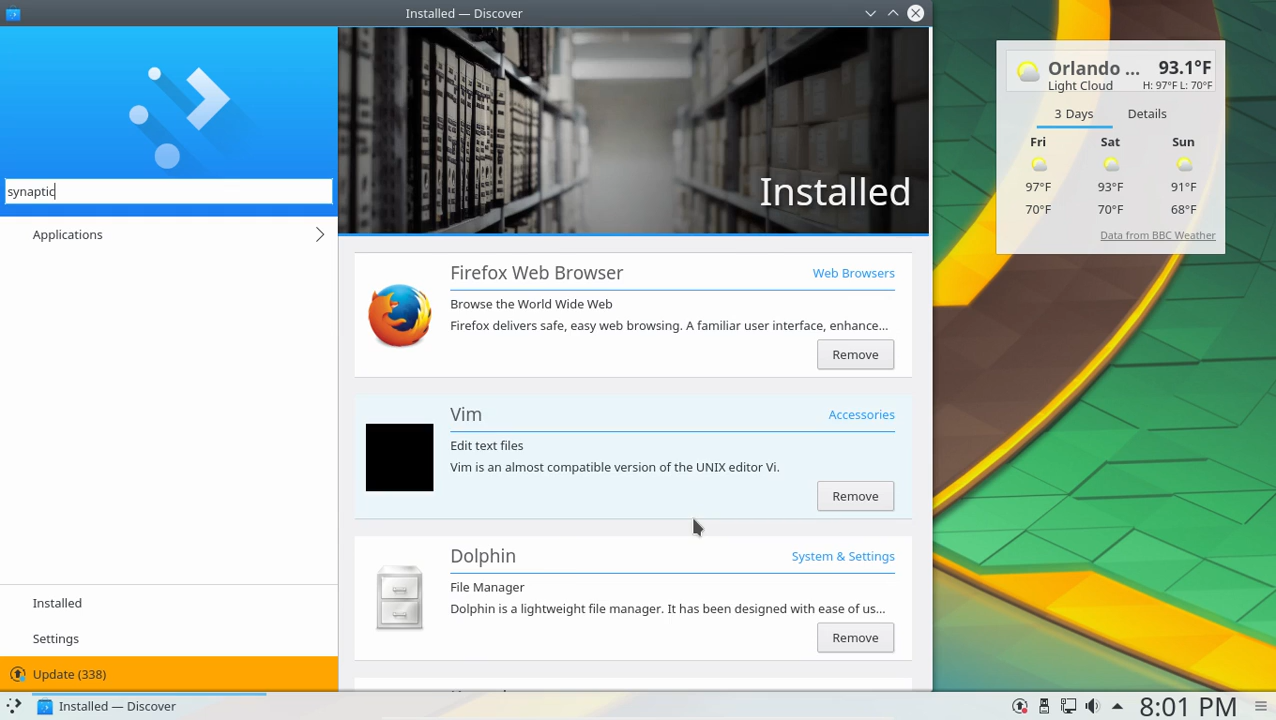 Installed — Discover
synaptic
Applications
Installed
Settings
Update (338)
Installed
Firefox Web Browser
Web Browsers
Browse the World Wide Web
Firefox delivers safe, easy web browsing. A familiar user interface, enhance...
Remove
Vim
Accessories
Edit text files
Vim is an almost compatible version of the UNIX editor Vi.
Remove
Dolphin
System & Settings
File Manager
Dolphin is a lightweight file manager. It has been designed with ease of us...
Remove
Orlando ... 93.1°F
Light Cloud H: 97°F L: 70°F
3 Days Details
Fri Sat Sun
97°F 93°F 91°F
70°F 70°F 68°F
Data from BBC Weather
Installed — Discover
8:01 PM